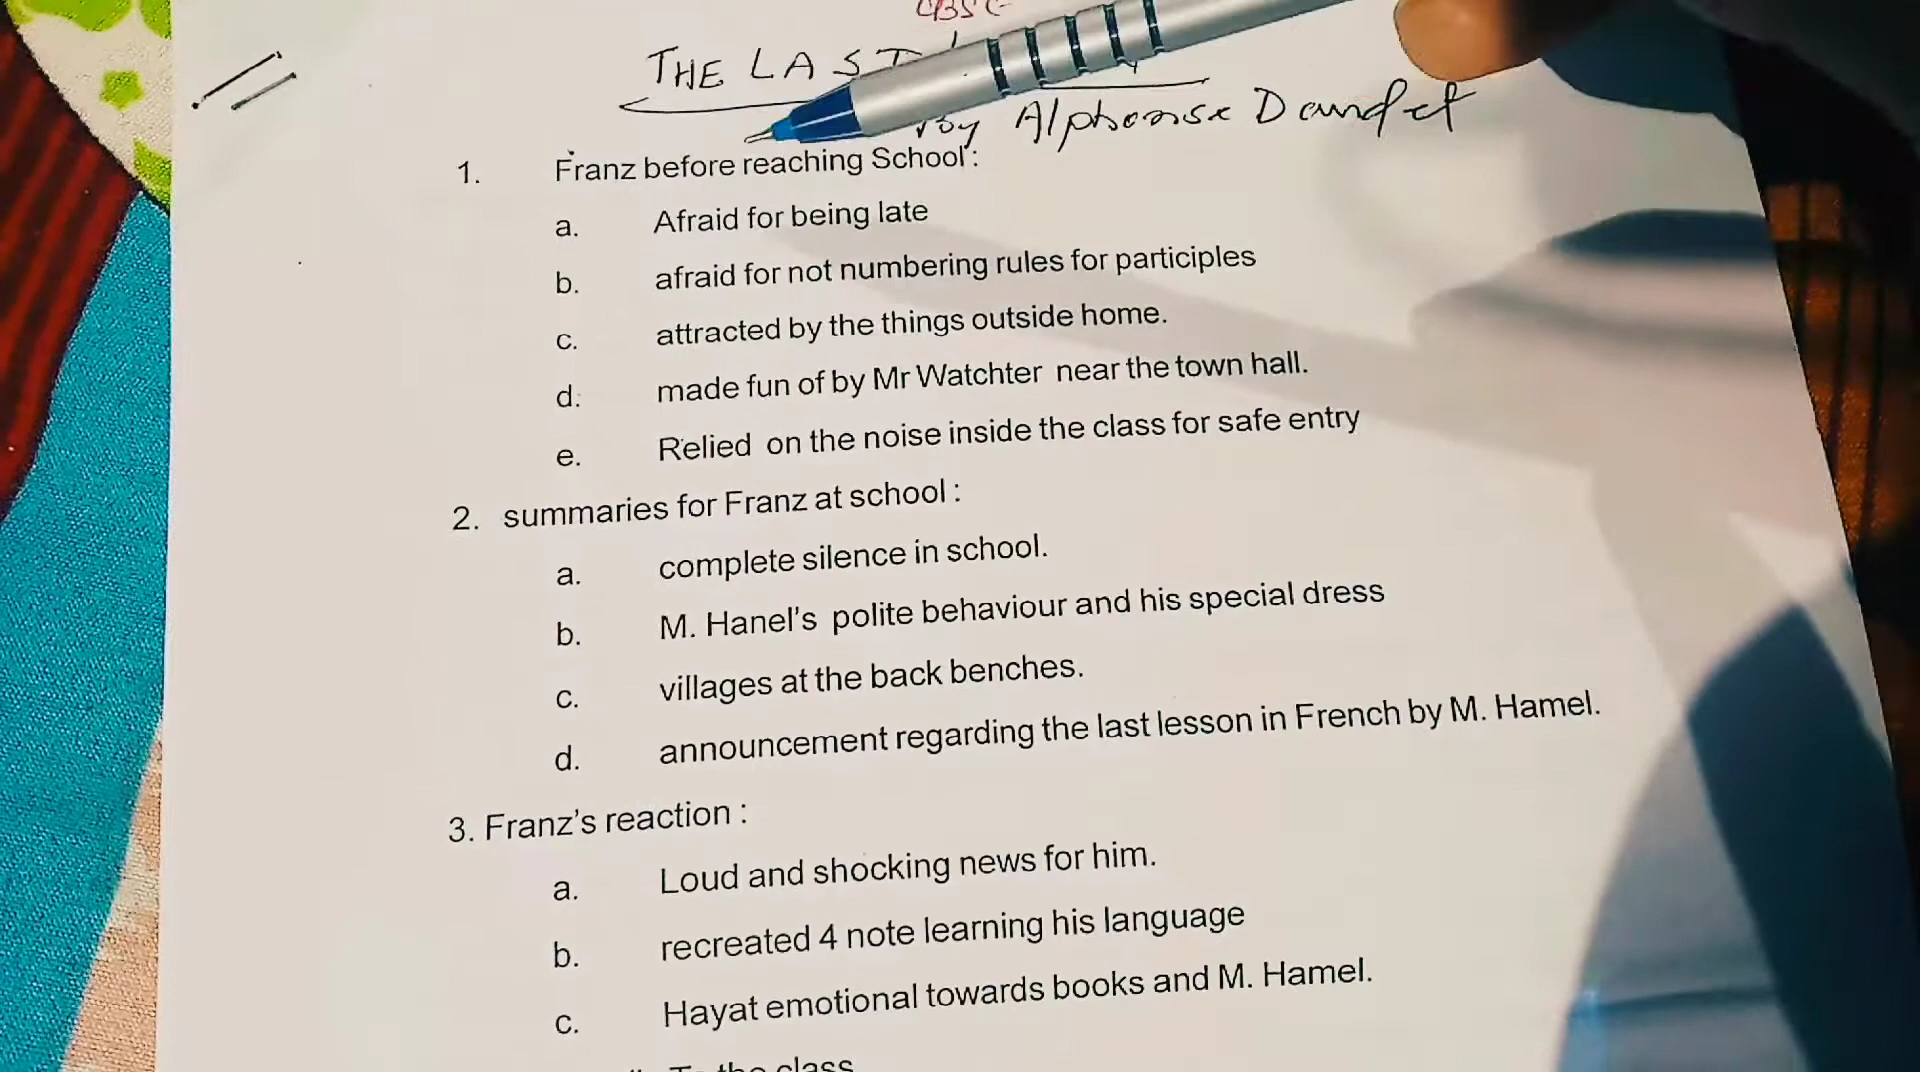 CBSE
THE LAST
by Alphonse Daudet
1. Franz before reaching School :
a. Afraid for being late
b. afraid for not numbering rules for participles
c. attracted by the things outside home.
d. made fun of by Mr Watchter near the town hall.
e. Relied on the noise inside the class for safe entry
2. summaries for Franz at school :
a. complete silence in school.
b. M. Hanel's polite behaviour and his special dress
c. villages at the back benches.
d. announcement regarding the last lesson in French by M. Hamel.
3. Franz's reaction :
a. Loud and shocking news for him.
b. recreated 4 note learning his language
c. Hayat emotional towards books and M. Hamel.
To the class